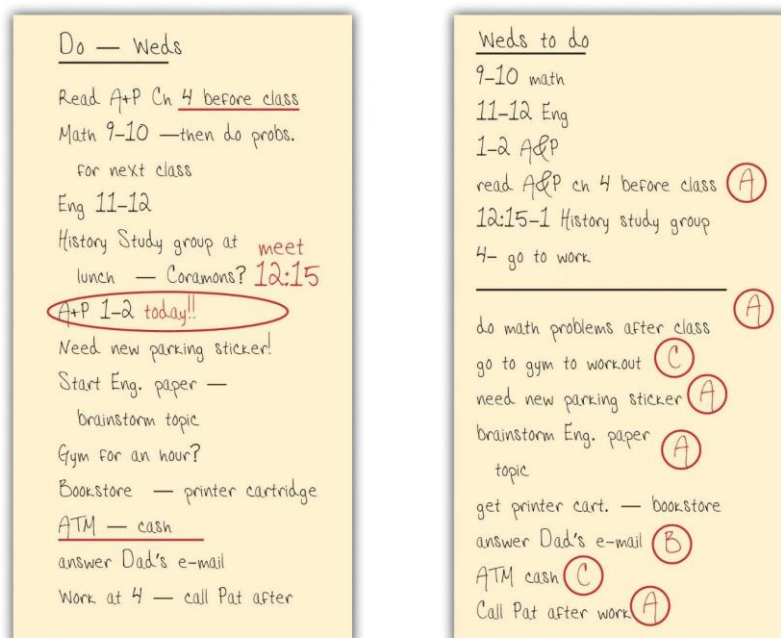 Do — Weds
Read A+P Ch 4 before class
Math 9–10 — then do probs.
for next class
Eng 11–12
History Study group at meet
lunch — Coramons? 12:15
A+P 1–2 today!!
Need new parking sticker!
Start Eng. paper —
brainstorm topic
Gym for an hour?
Bookstore — printer cartridge
ATM — cash
answer Dad's e-mail
Work at 4 — call Pat after
Weds to do
9–10 math
11–12 Eng
1–2 A&P
read A&P ch 4 before class A
12:15–1 History study group
4– go to work
do math problems after class A
go to gym to workout C
need new parking sticker A
brainstorm Eng. paper A
topic
get printer cart. — bookstore
answer Dad's e-mail B
ATM cash C
Call Pat after work A